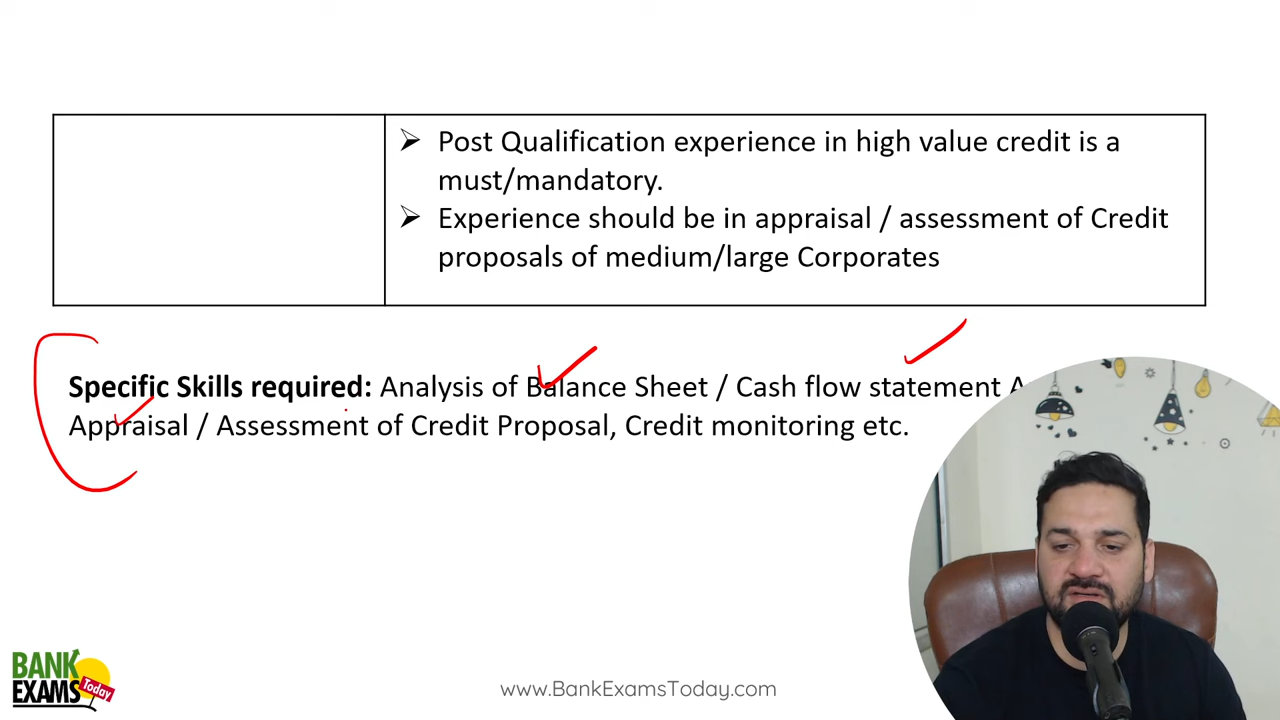 Post Qualification experience in high value credit is a
must/mandatory.
Experience should be in appraisal / assessment of Credit
proposals of medium/large Corporates
Specific Skills required: Analysis of Balance Sheet / Cash flow statement
Appraisal / Assessment of Credit Proposal, Credit monitoring etc.
BANK
EXAMS
Today
www.BankExamsToday.com